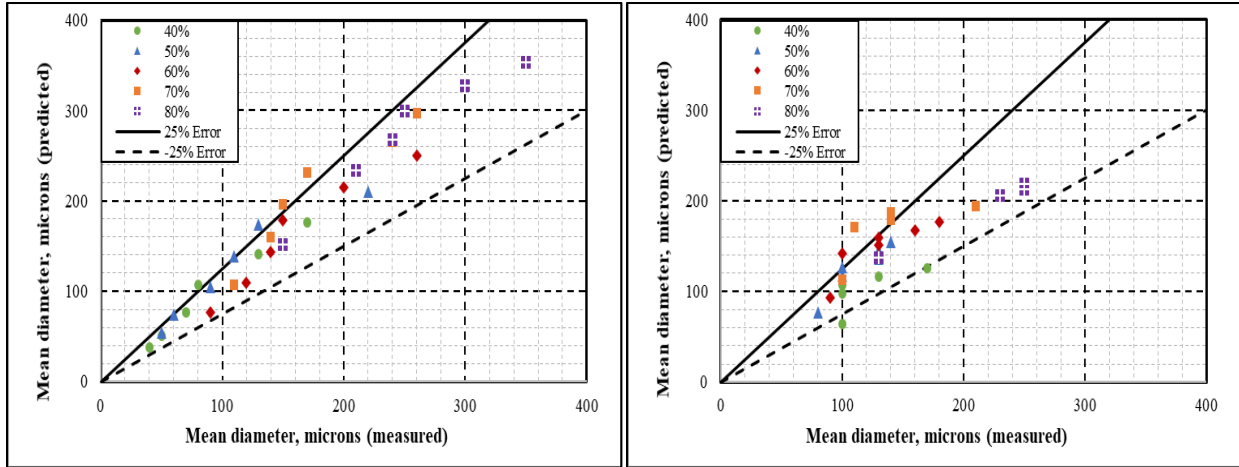 40%
50%
60%
70%
80%
25% Error
-25% Error
400
300
200
100
0
0 100 200 300 400
Mean diameter, microns (predicted)
Mean diameter, microns (measured)
40%
50%
60%
70%
80%
25% Error
-25% Error
400
300
200
100
0
0 100 200 300 400
Mean diameter, microns (predicted)
Mean diameter, microns (measured)